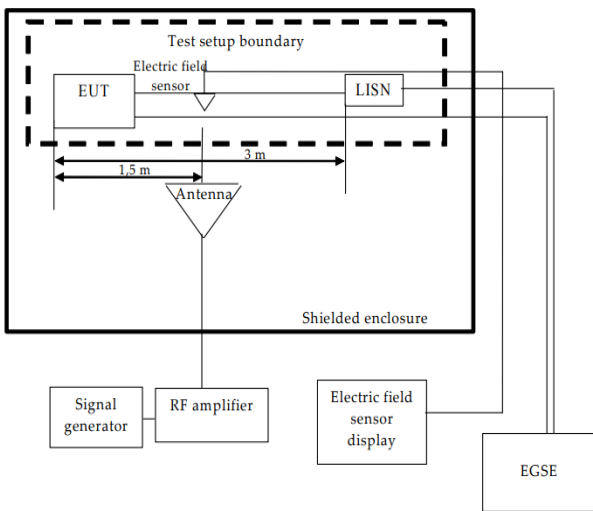 Test setup boundary
Electric field
sensor
EUT
LISN
3 m
1,5 m
Antenna
Shielded enclosure
Signal
generator
RF amplifier
Electric field
sensor
display
EGSE